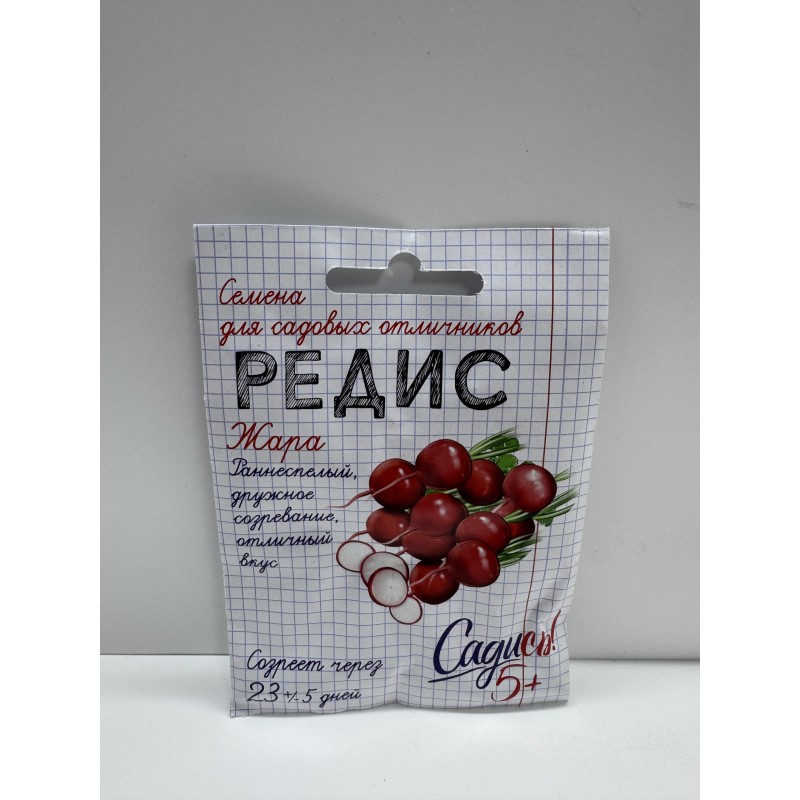 Семена
для садовых отличников
РЕДИС
Жара
Раннеспелый,
дружное
созревание,
отличный
вкус
Созреет через
23 +/- 5 дней
Садись!
5+